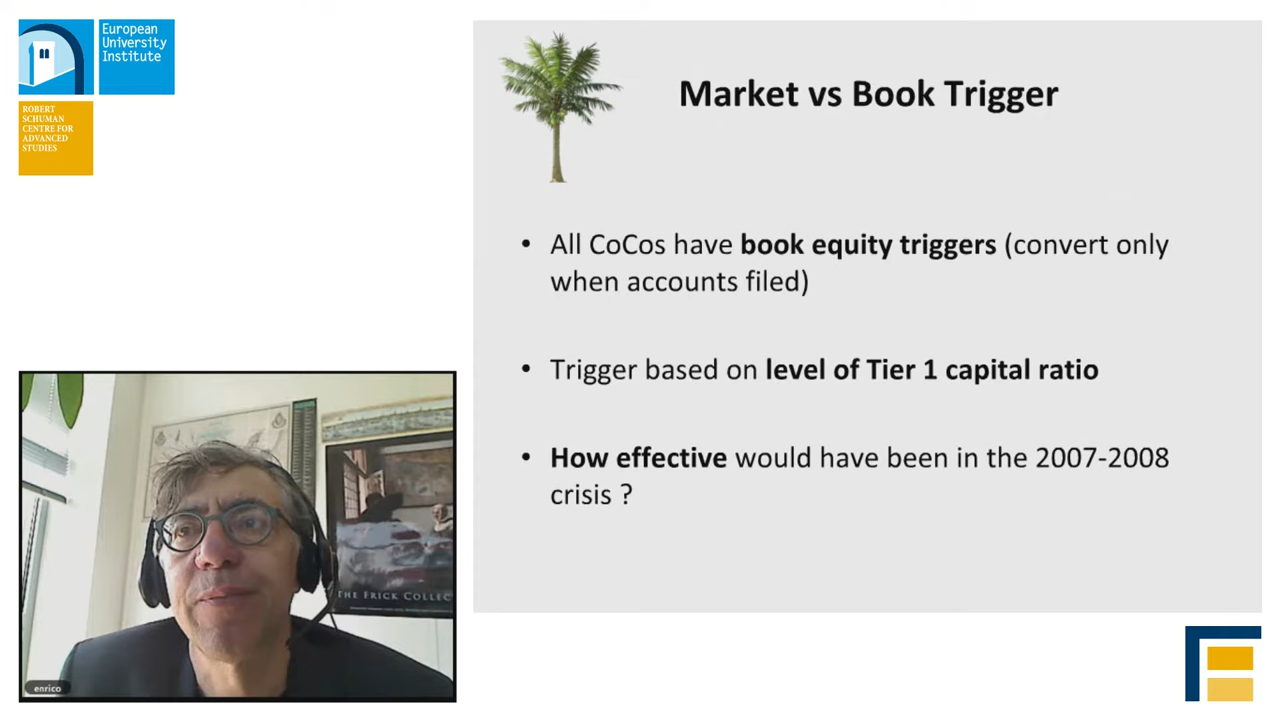 European
University
Institute
ROBERT
SCHUMAN
CENTRE FOR
ADVANCED
STUDIES
Market vs Book Trigger
• All CoCos have book equity triggers (convert only
when accounts filed)
• Trigger based on level of Tier 1 capital ratio
• How effective would have been in the 2007-2008
crisis ?
THE FRICK COLLEC
enrico